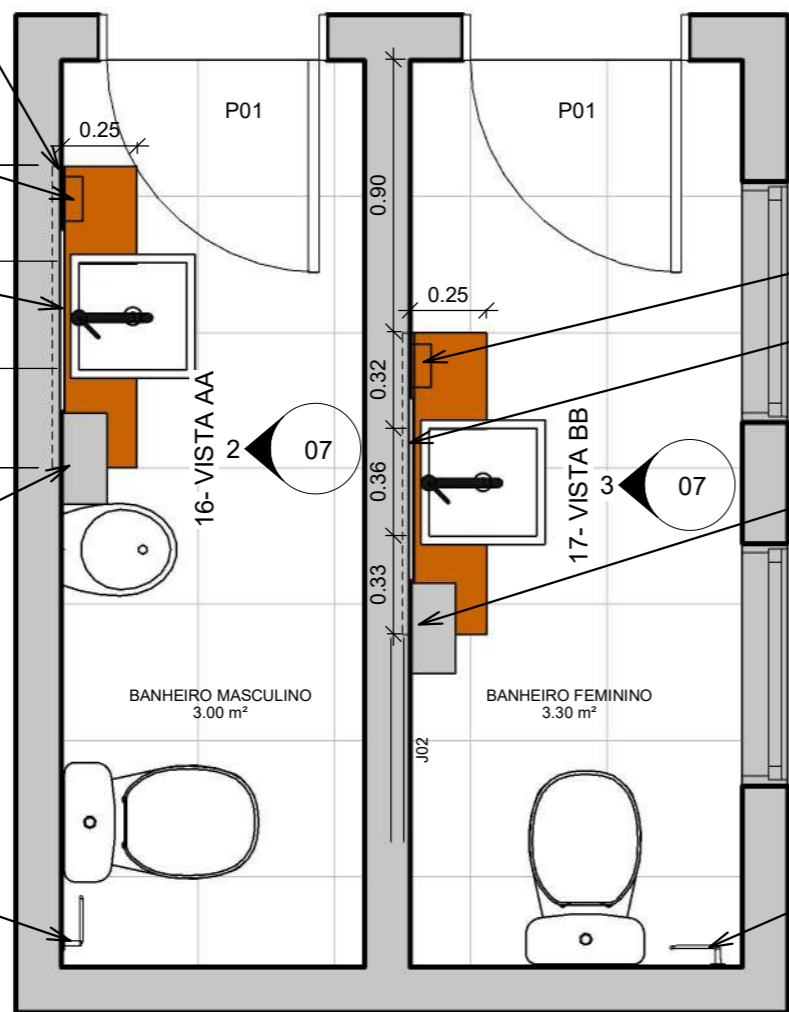 P01
P01
0.25
0.90
0.25
0.32
0.36
0.33
16- VISTA AA
2
07
17- VISTA BB
3
07
BANHEIRO MASCULINO
3.00 m²
BANHEIRO FEMININO
3.30 m²
J02